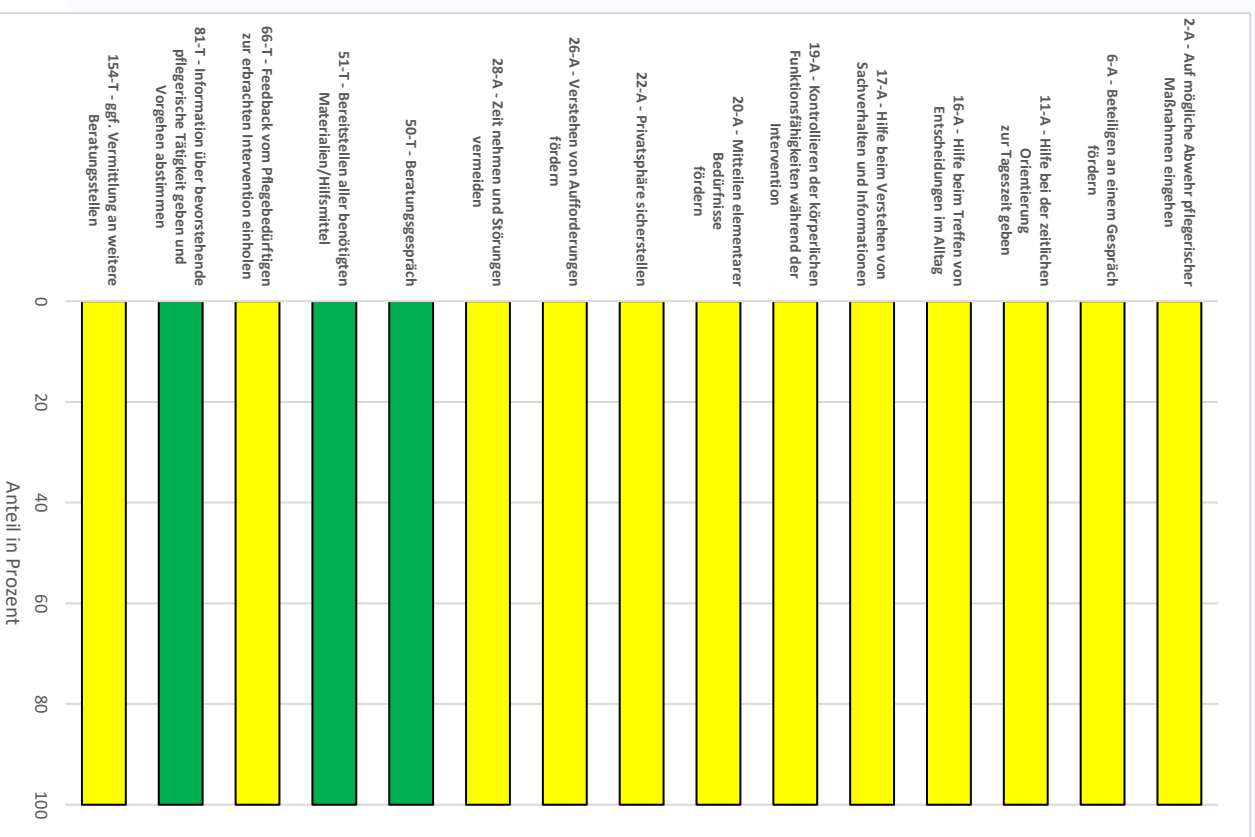 2-A - Auf mögliche Abwehr pflegerischer
Maßnahmen eingehen
6-A - Beteiligen an einem Gespräch
fördern
11-A - Hilfe bei der zeitlichen
Orientierung
zur Tageszeit geben
16-A - Hilfe beim Treffen von
Entscheidungen im Alltag
17-A - Hilfe beim Verstehen von
Sachverhalten und Informationen
19-A - Kontrollieren der körperlichen
Funktionsfähigkeiten während der
Intervention
20-A - Mitteilen elementarer
Bedürfnisse
fördern
22-A - Privatsphäre sicherstellen
26-A - Verstehen von Aufforderungen
fördern
28-A - Zeit nehmen und Störungen
vermeiden
50-T - Beratungsgespräch
51-T - Bereitstellen aller benötigten
Materialien/Hilfsmittel
66-T - Feedback vom Pflegebedürftigen
zur erbrachten Intervention einholen
81-T - Information über bevorstehende
pflegerische Tätigkeit geben und
Vorgehen abstimmen
154-T - ggf. Vermittlung an weitere
Beratungsstellen
0
20
40
60
80
100
Anteil in Prozent